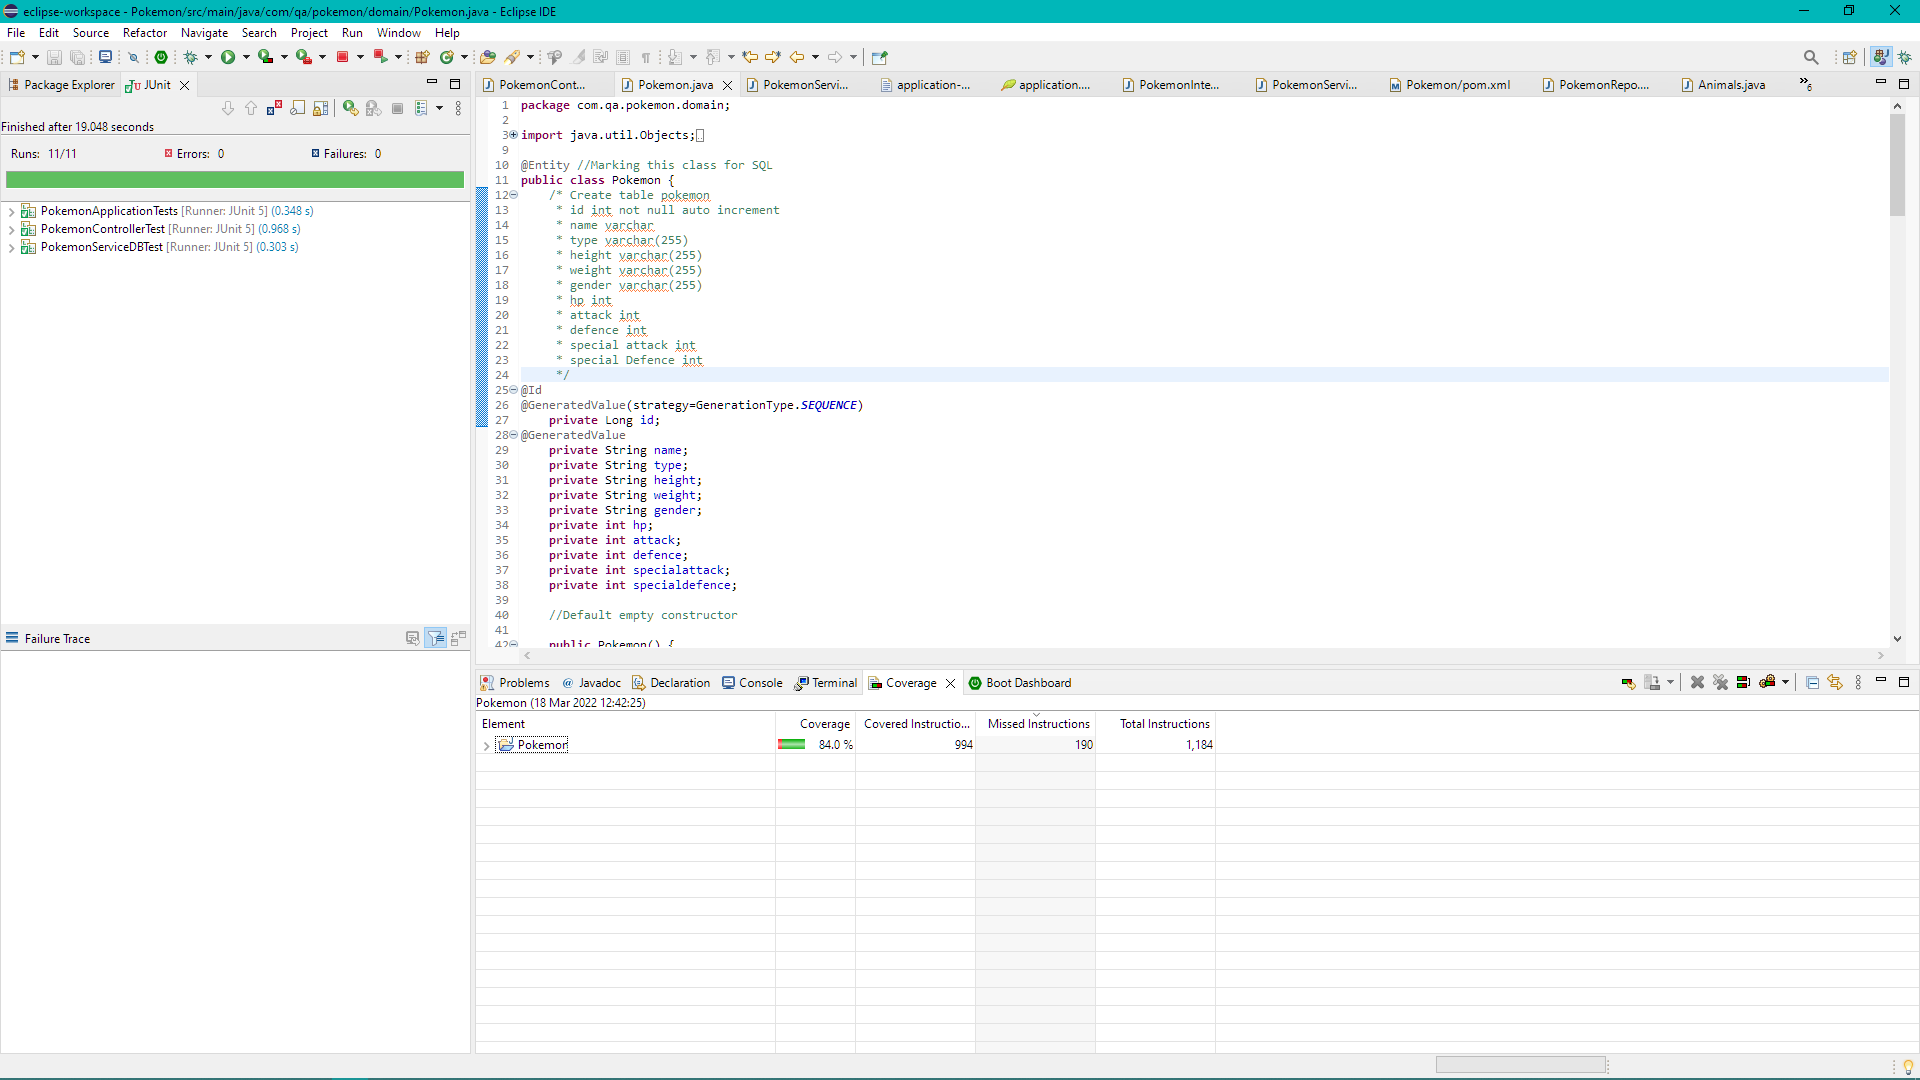 eclipse-workspace - Pokemon/src/main/java/com/qa/pokemon/domain/Pokemon.java - Eclipse IDE
File Edit Source Refactor Navigate Search Project Run Window Help
Package Explorer JUnit
Finished after 19.048 seconds
Runs: 11/11 Errors: 0 Failures: 0
PokemonApplicationTests [Runner: JUnit 5] (0.348 s)
PokemonControllerTest [Runner: JUnit 5] (0.968 s)
PokemonServiceDBTest [Runner: JUnit 5] (0.303 s)
Failure Trace
PokemonCont... Pokemon.java PokemonServi... application-... application.... PokemonInte... PokemonServi... Pokemon/pom.xml PokemonRepo.... Animals.java »6
1 package com.qa.pokemon.domain;
2
3 import java.util.Objects;
9
10 @Entity //Marking this class for SQL
11 public class Pokemon {
12 /* Create table pokemon
13 * id int not null auto increment
14 * name varchar
15 * type varchar(255)
16 * height varchar(255)
17 * weight varchar(255)
18 * gender varchar(255)
19 * hp int
20 * attack int
21 * defence int
22 * special attack int
23 * special Defence int
24 */
25 @Id
26 @GeneratedValue(strategy=GenerationType.SEQUENCE)
27 private Long id;
28 @GeneratedValue
29 private String name;
30 private String type;
31 private String height;
32 private String weight;
33 private String gender;
34 private int hp;
35 private int attack;
36 private int defence;
37 private int specialattack;
38 private int specialdefence;
39
40 //Default empty constructor
41
42 public Pokemon() {
Problems Javadoc Declaration Console Terminal Coverage Boot Dashboard
Pokemon (18 Mar 2022 12:42:25)
Element Coverage Covered Instructio... Missed Instructions Total Instructions
Pokemon 84.0 % 994 190 1,184